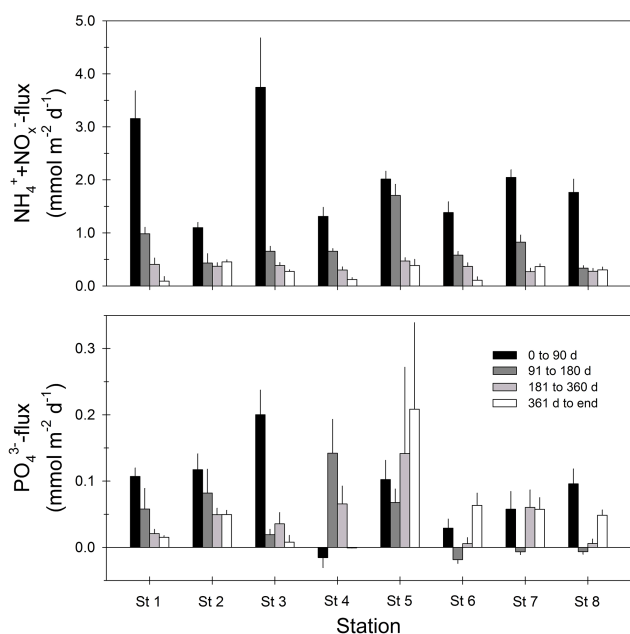 NH₄⁺+NOₓ⁻-flux
(mmol m⁻² d⁻¹)
5.0
4.0
3.0
2.0
1.0
0.0
PO₄³⁻-flux
(mmol m⁻² d⁻¹)
0.3
0.2
0.1
0.0
0 to 90 d
91 to 180 d
181 to 360 d
361 d to end
St 1 St 2 St 3 St 4 St 5 St 6 St 7 St 8
Station